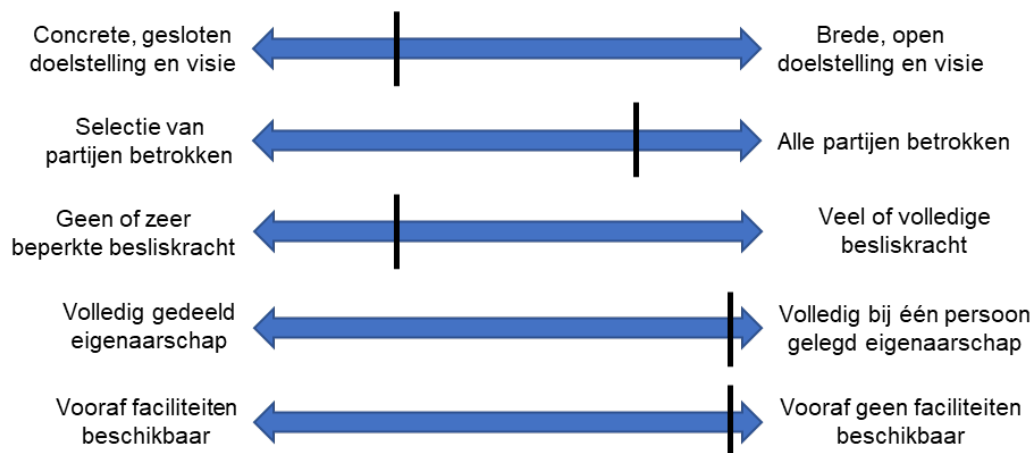 Concrete, gesloten
doelstelling en visie
Brede, open
doelstelling en visie
Selectie van
partijen betrokken
Alle partijen betrokken
Geen of zeer
beperkte besliskracht
Veel of volledige
besliskracht
Volledig gedeeld
eigenaarschap
Volledig bij één persoon
gelegd eigenaarschap
Vooraf faciliteiten
beschikbaar
Vooraf geen faciliteiten
beschikbaar